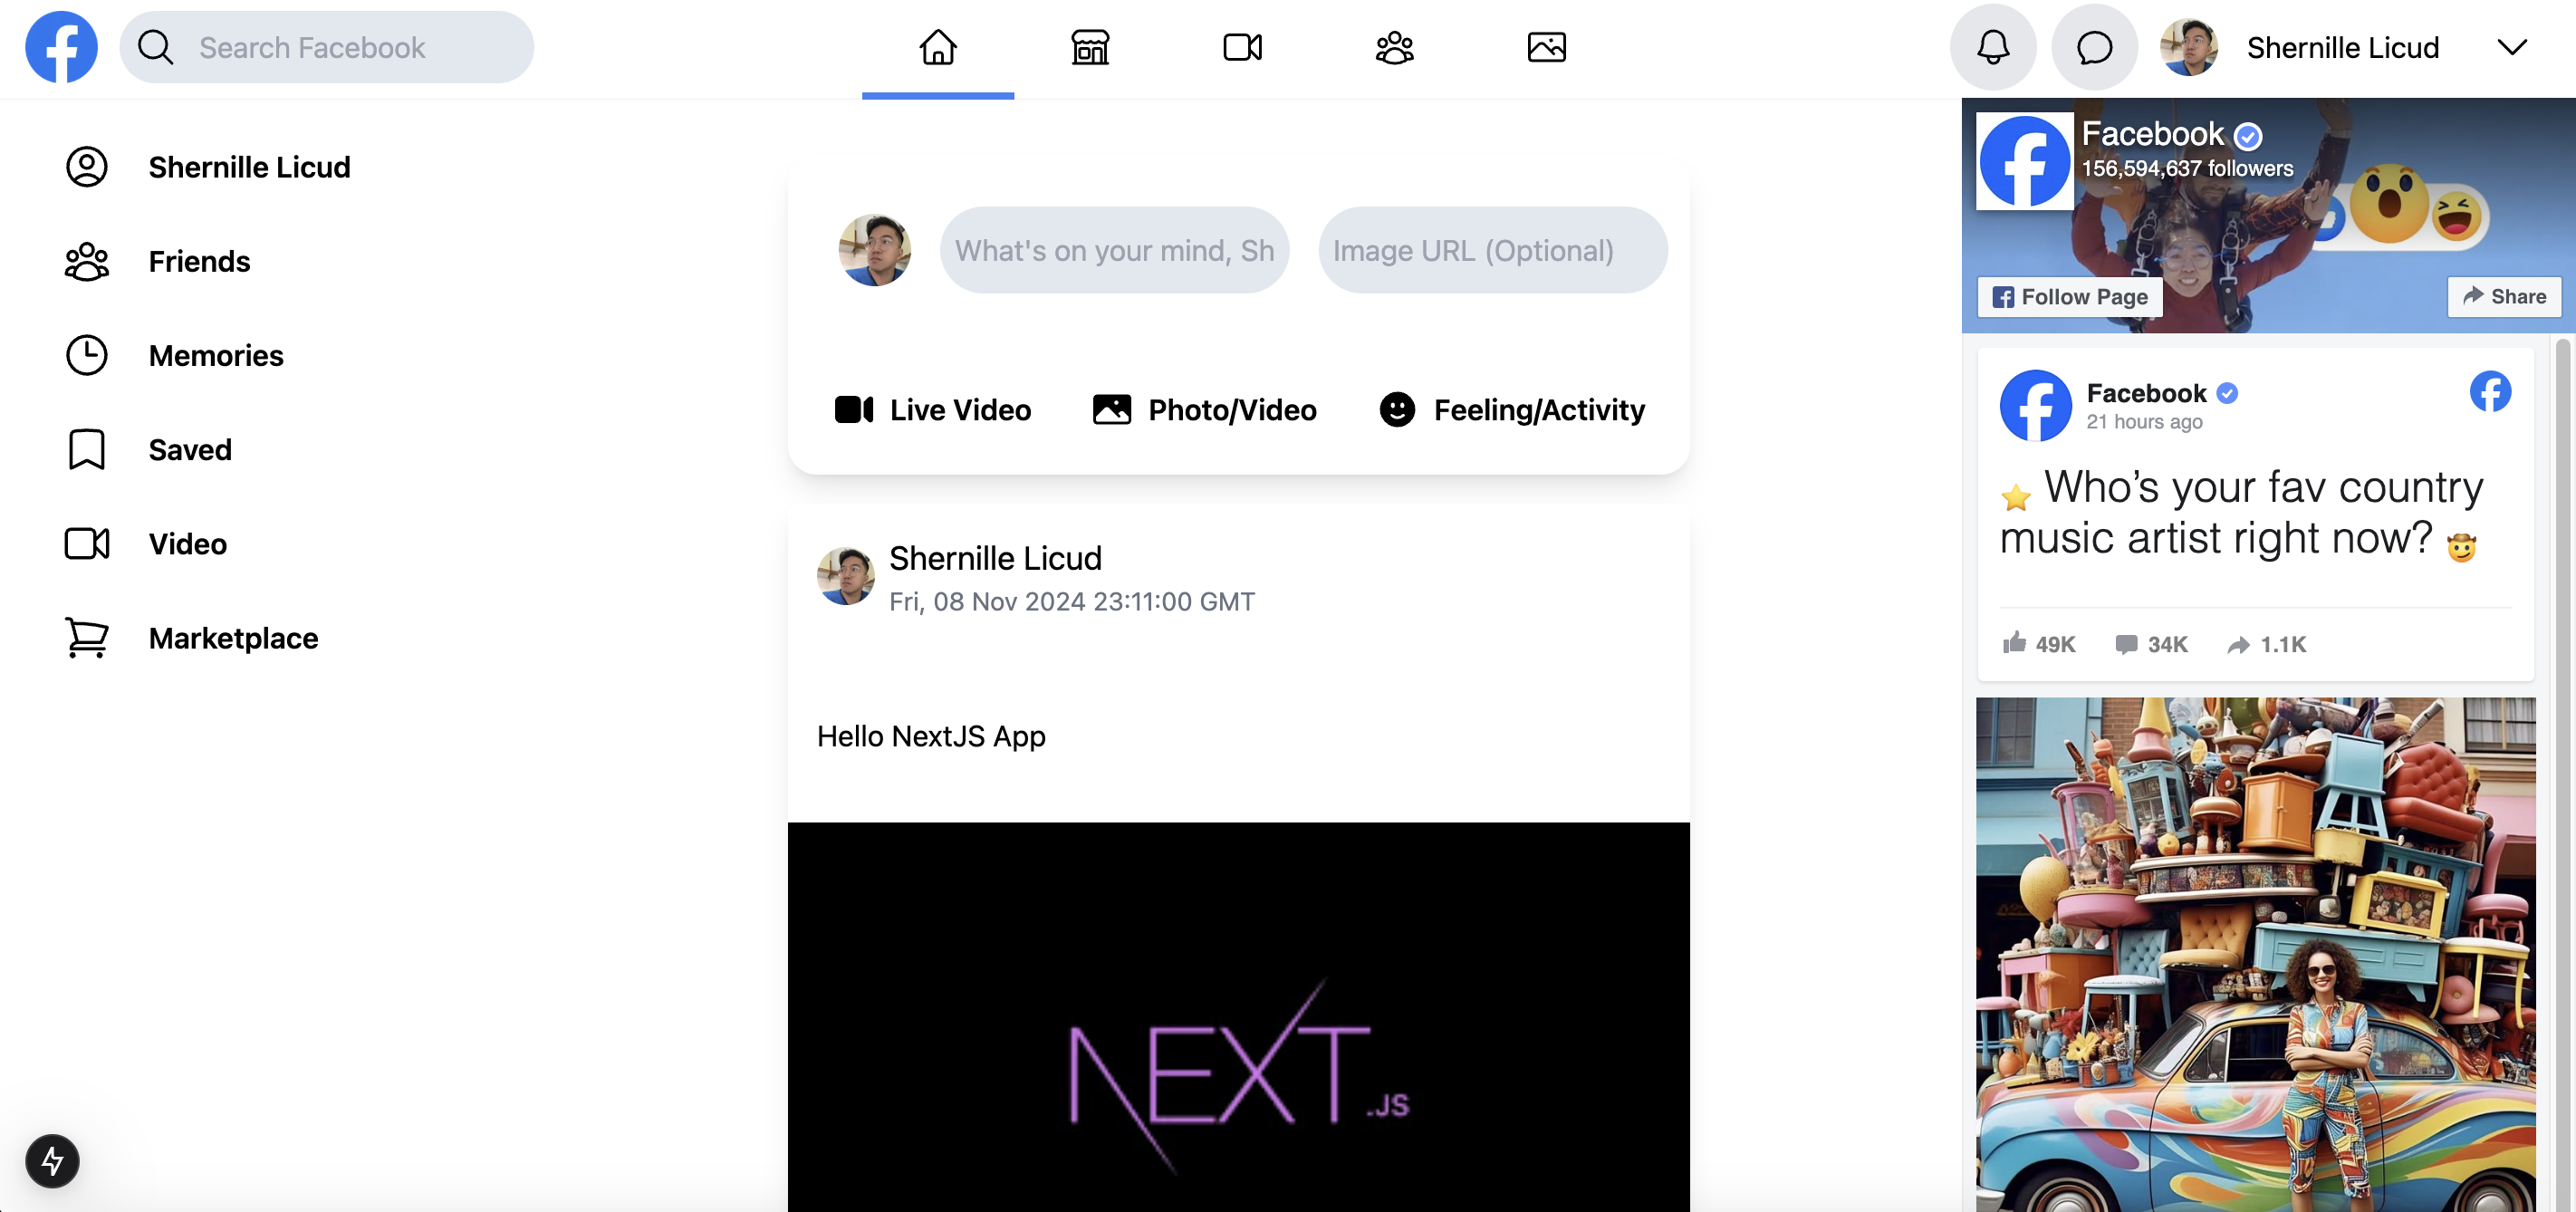 Search Facebook
Shernille Licud
Shernille Licud
Friends
Memories
Saved
Video
Marketplace
What's on your mind, Sh
Image URL (Optional)
Live Video
Photo/Video
Feeling/Activity
Shernille Licud
Fri, 08 Nov 2024 23:11:00 GMT
Hello NextJS App
NEXT.JS
Facebook
156,594,637 followers
Follow Page
Share
Facebook
21 hours ago
⭐ Who’s your fav country
music artist right now? 🤠
49K
34K
1.1K